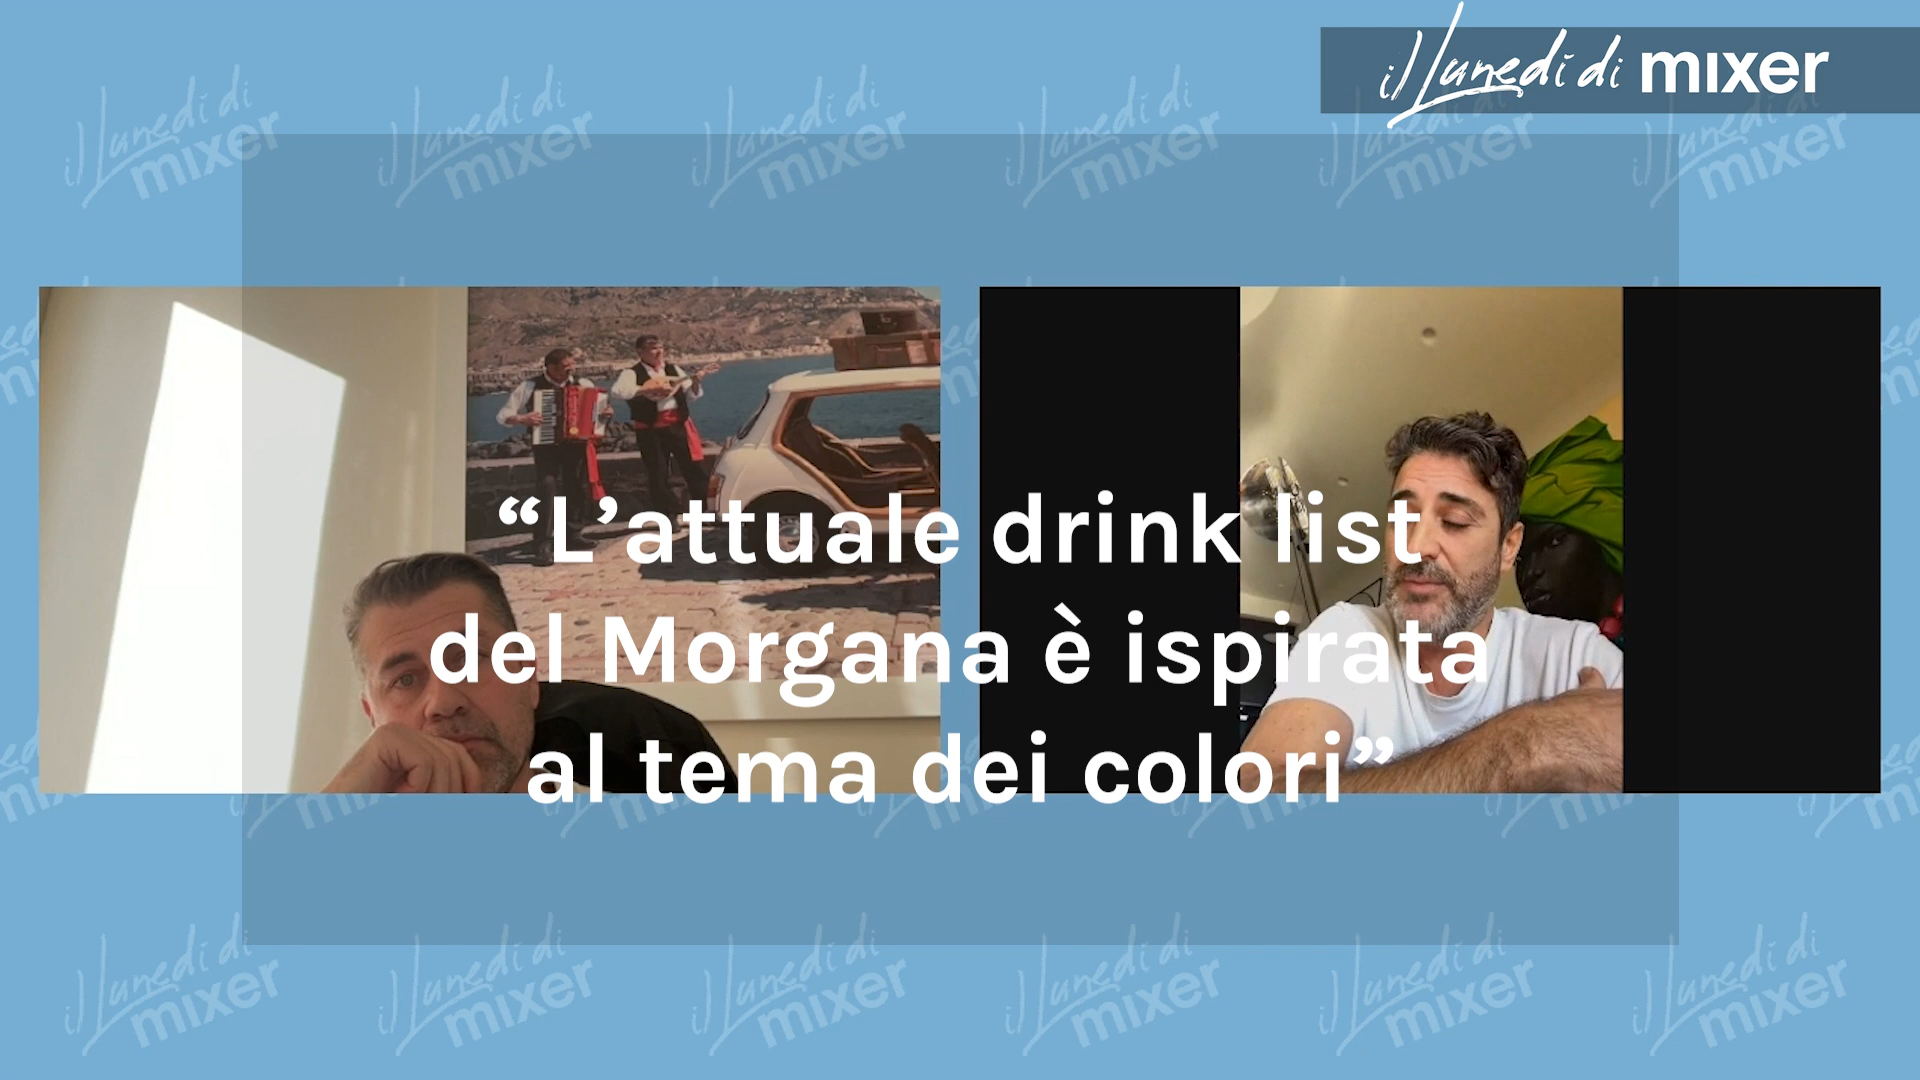 il Lunedì di mixer
“L’attuale drink list
del Morgana è ispirata
al tema dei colori”